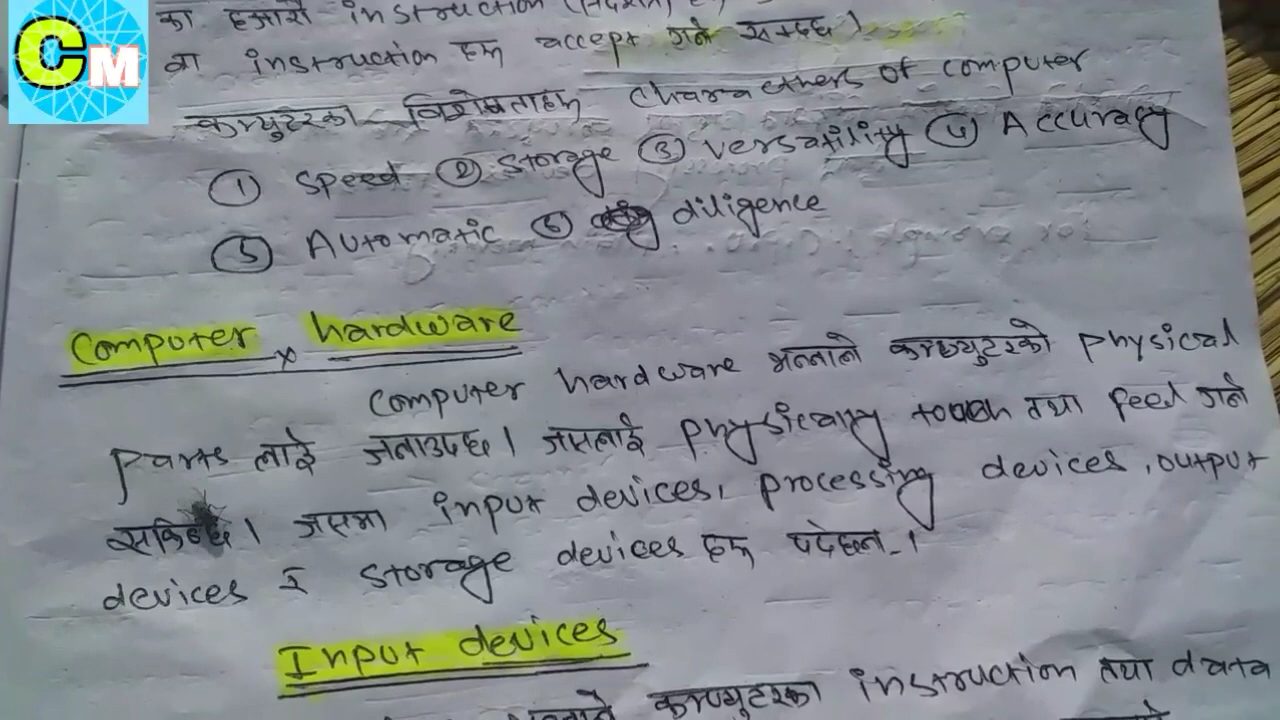 CM
का हजारौ instruction
वा instruction हरू accept गर्न सक्दछ।
कम्प्युटरका विशेषताहरू characthers of computer
① Speed ② Storage ③ versatility ④ Accuracy
⑤ Automatic ⑥ diligence
Computer x hardware
Computer hardware भन्नाले कम्प्युटरको physical
parts लाई जनाउदछ। जसलाई physicaly touch तथा feel गर्न
सकिन्छ। जसमा input devices, processing devices, output
devices र storage devices हरू पर्दछन्।
Input devices
कम्प्युटरका instruction तथा data